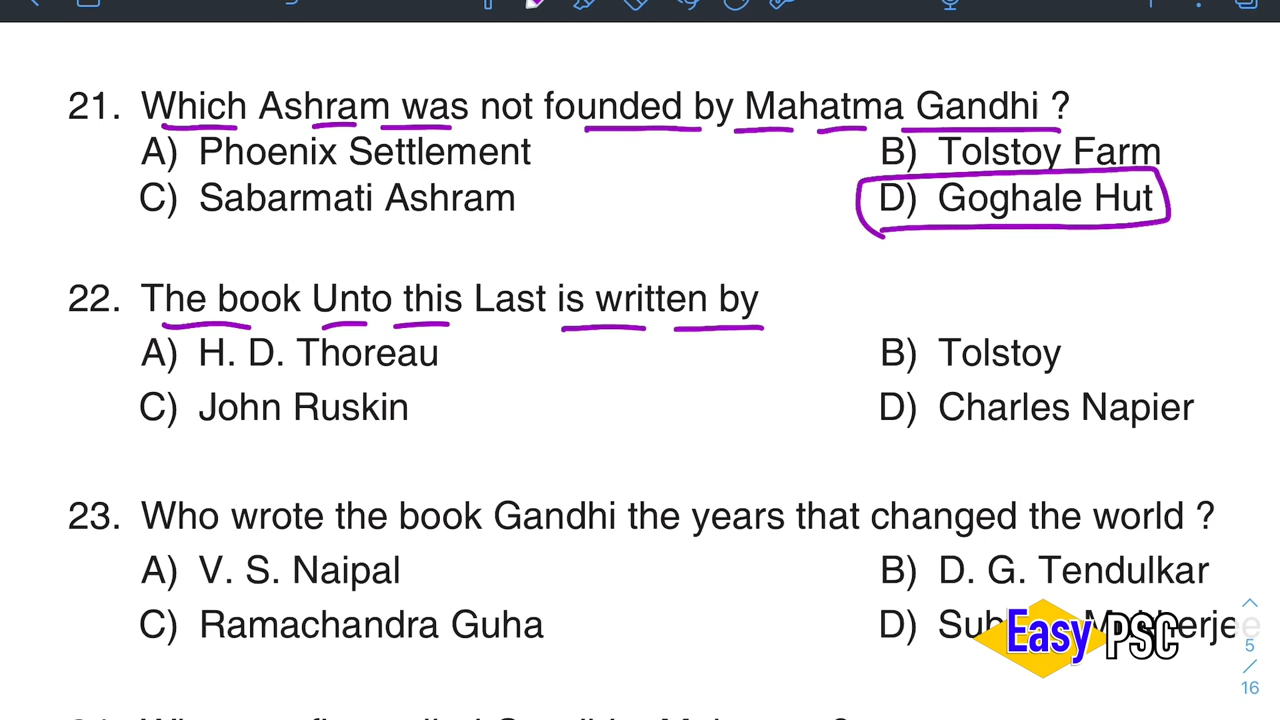 21. Which Ashram was not founded by Mahatma Gandhi ?
A) Phoenix Settlement B) Tolstoy Farm
C) Sabarmati Ashram D) Goghale Hut
22. The book Unto this Last is written by
A) H. D. Thoreau B) Tolstoy
C) John Ruskin D) Charles Napier
23. Who wrote the book Gandhi the years that changed the world ?
A) V. S. Naipal B) D. G. Tendulkar
C) Ramachandra Guha D)
Easy PSC
5
/
16